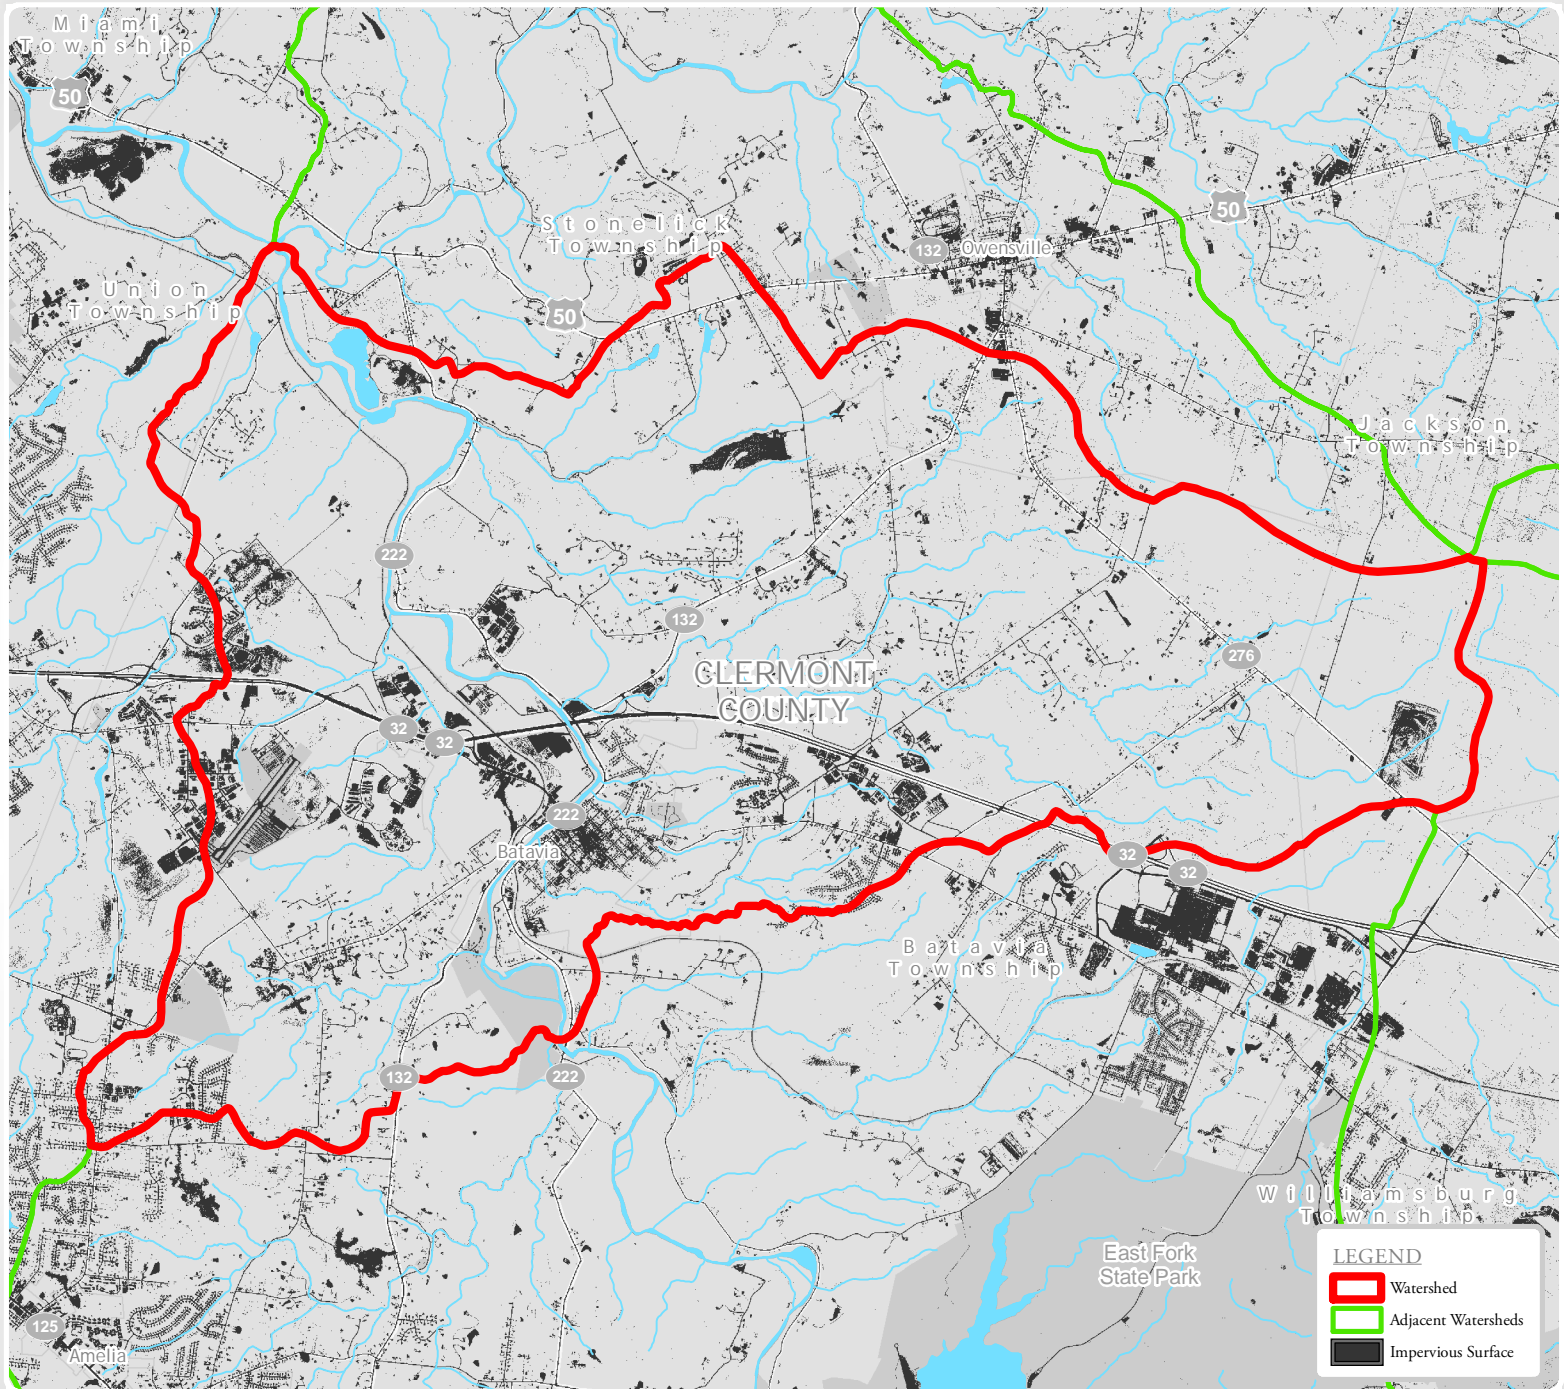 Miami
Township
50
Stonelick
Township
50
132
Owensville
Union
Township
50
Jackson
Township
222
132
276
CLERMONT
COUNTY
32
32
222
Batavia
32
32
Batavia
Township
132
222
Williamsburg
Township
East Fork
State Park
125
Amelia
LEGEND
Watershed
Adjacent Watersheds
Impervious Surface